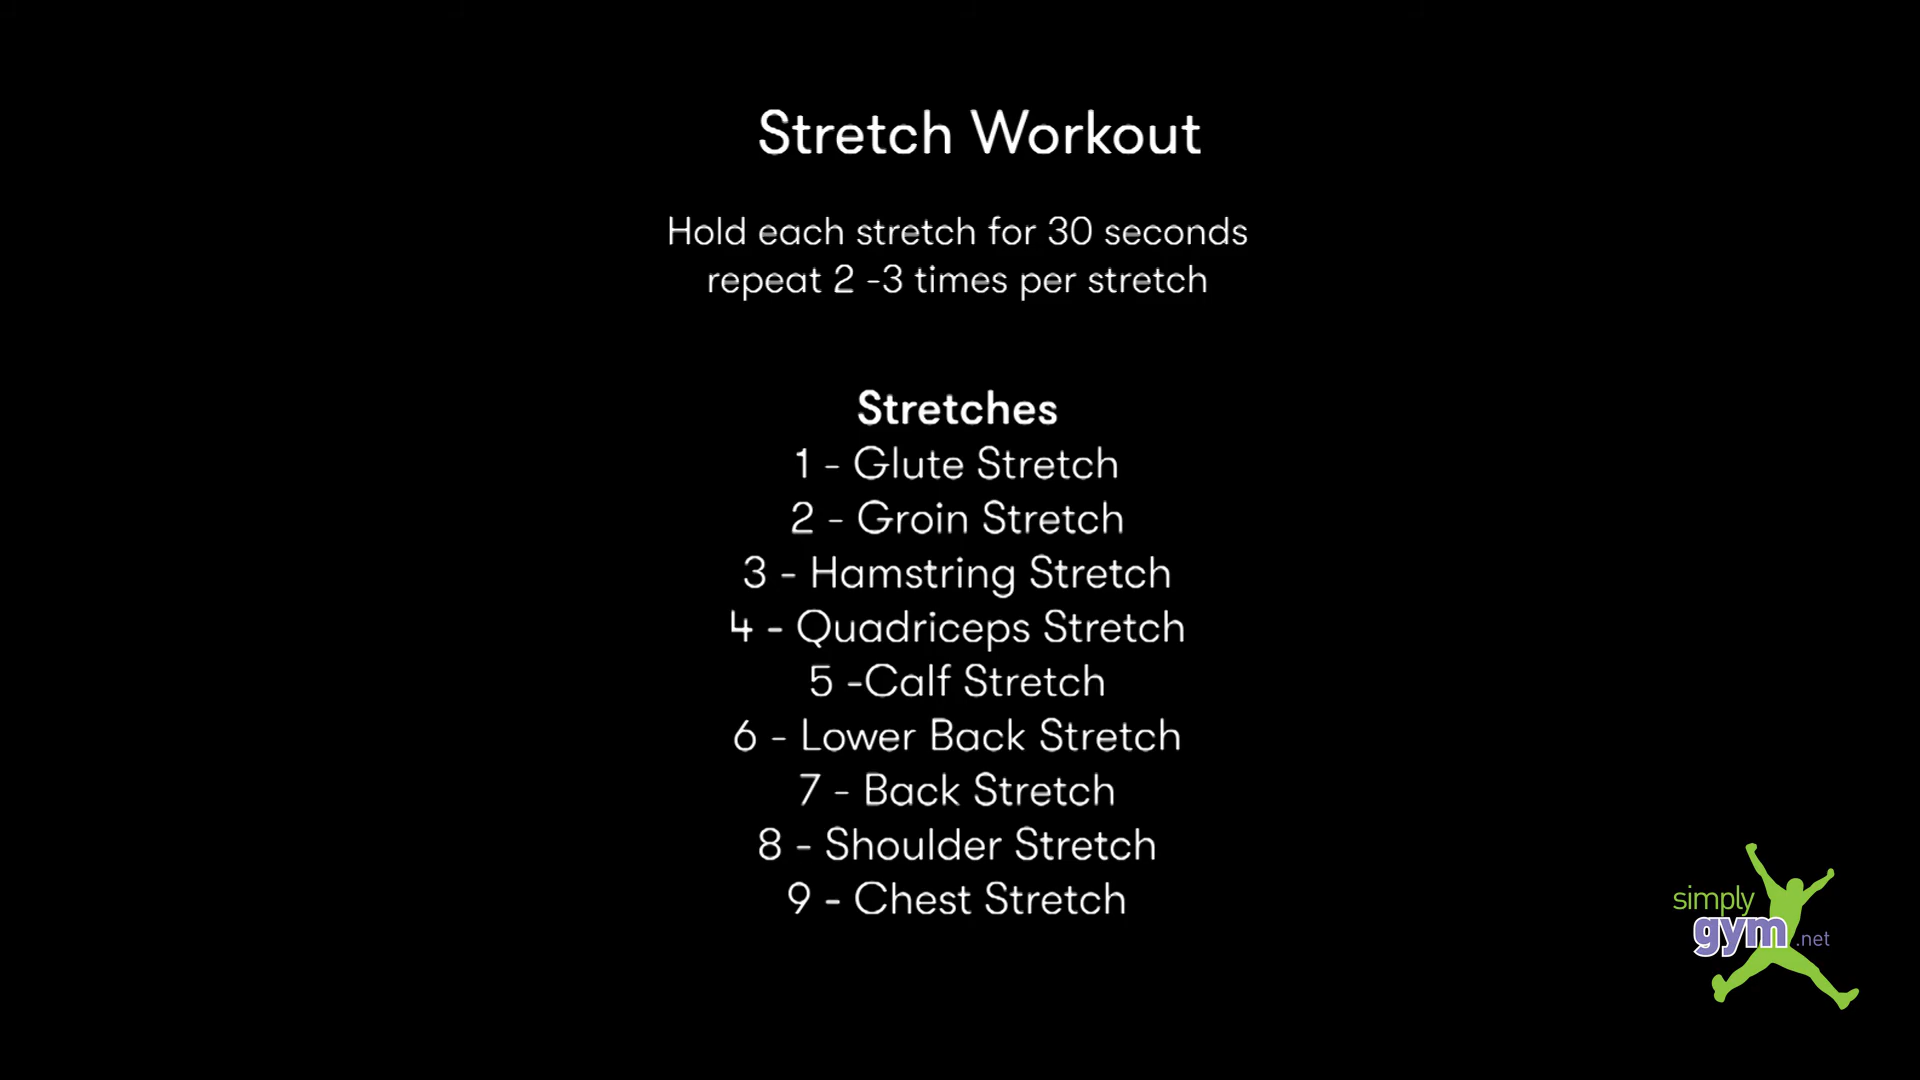 Stretch Workout
Hold each stretch for 30 seconds
repeat 2 -3 times per stretch
Stretches
1 - Glute Stretch
2 - Groin Stretch
3 - Hamstring Stretch
4 - Quadriceps Stretch
5 -Calf Stretch
6 - Lower Back Stretch
7 - Back Stretch
8 - Shoulder Stretch
9 - Chest Stretch
simply
gym.net